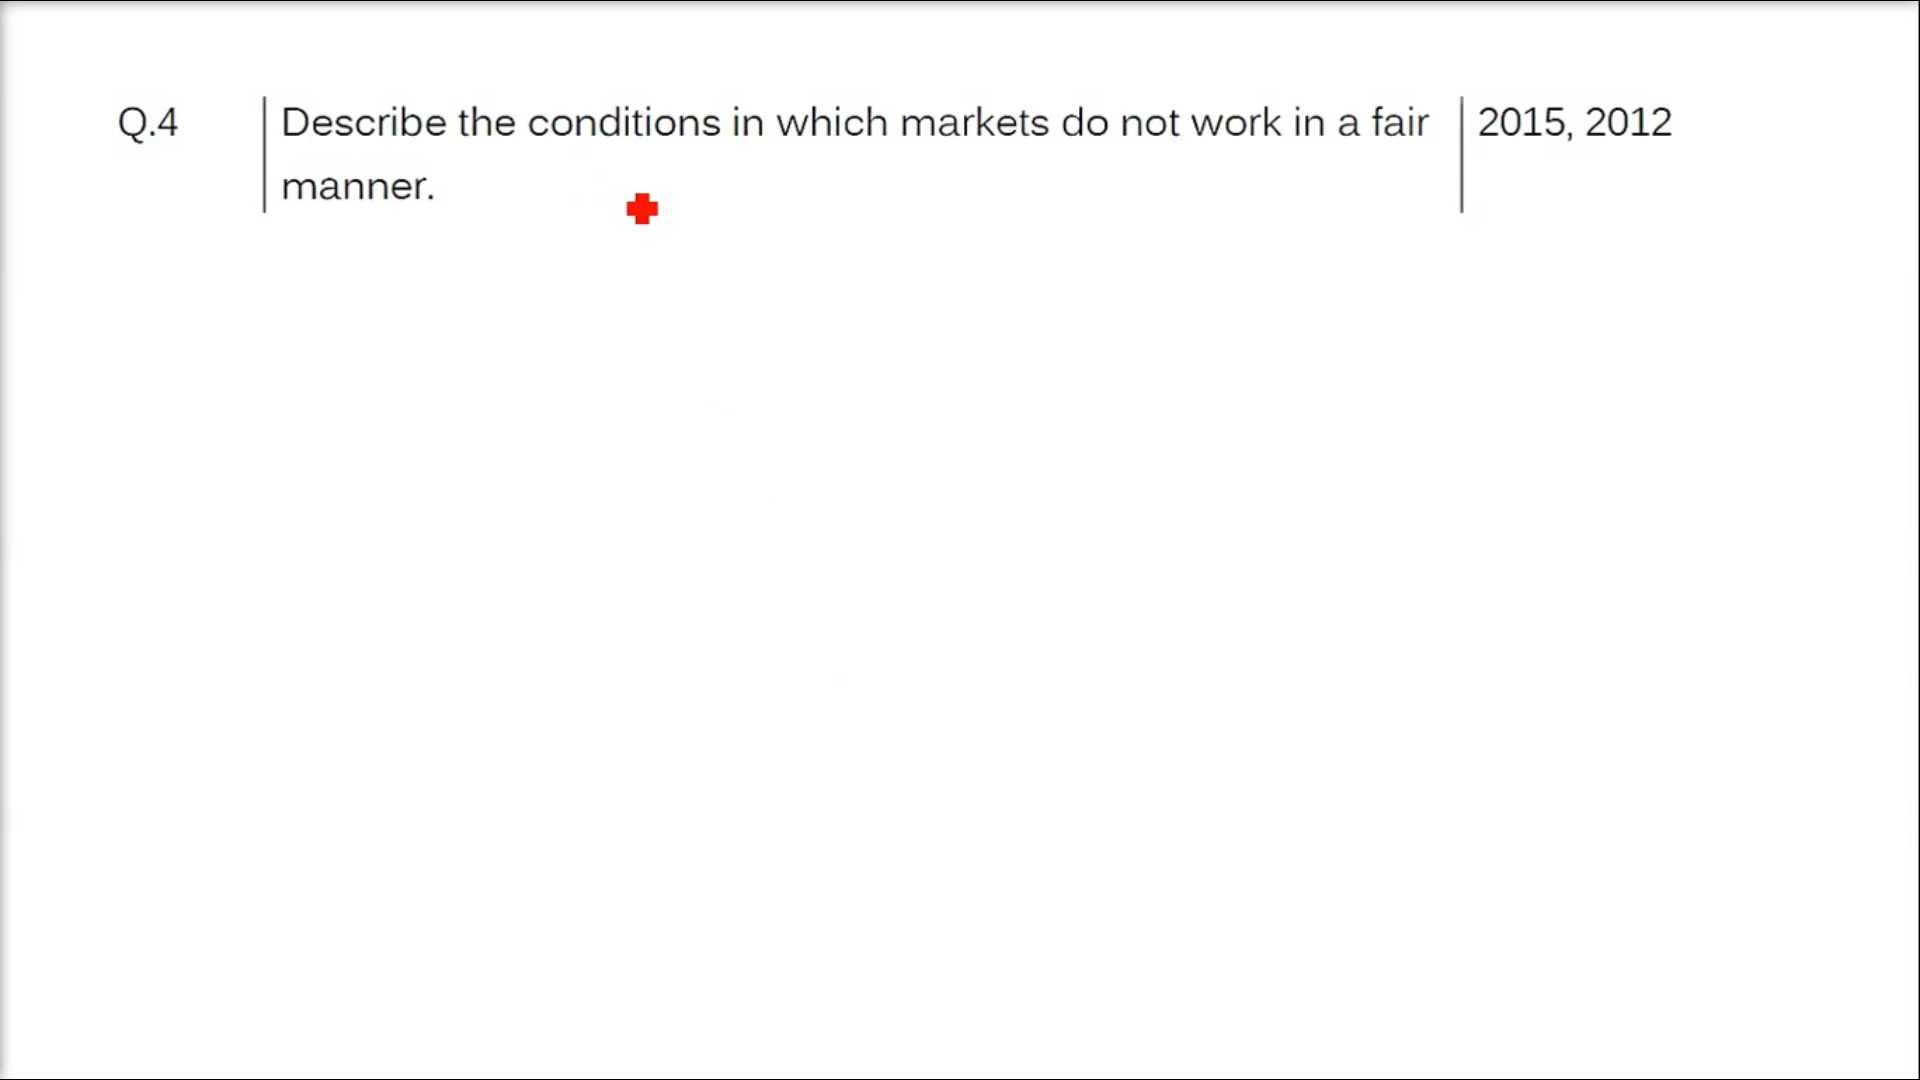 Q.4 Describe the conditions in which markets do not work in a fair 2015, 2012
manner.